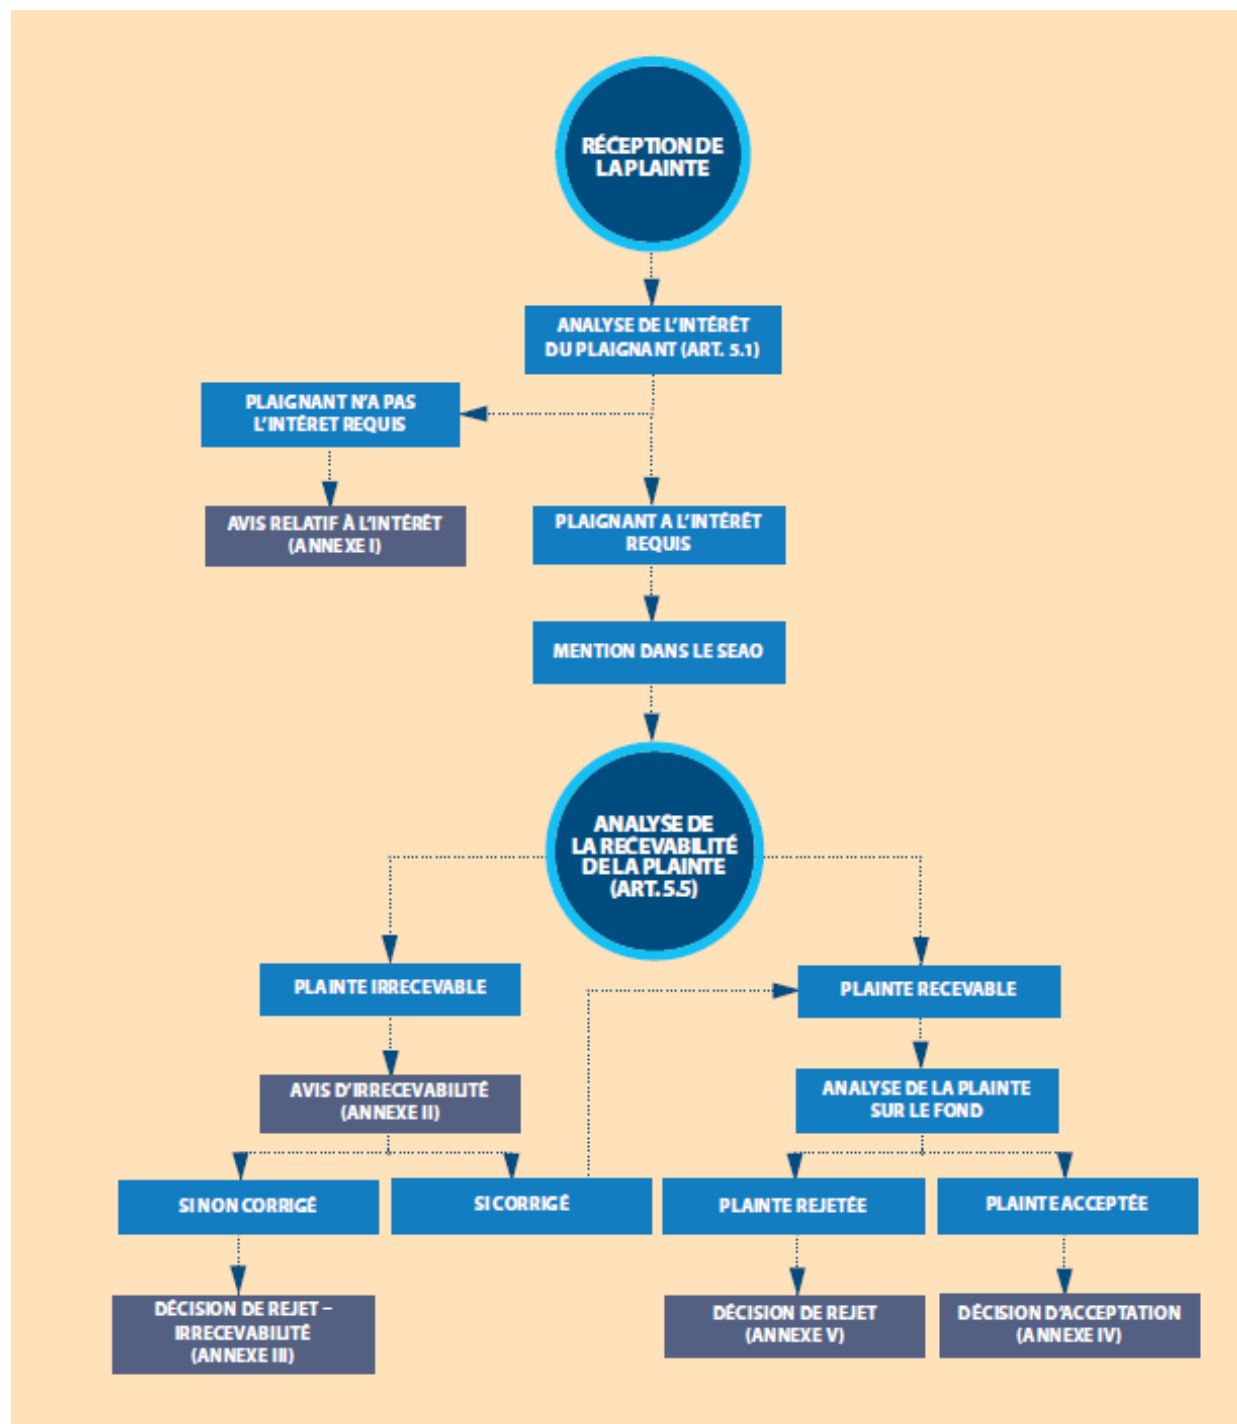 RÉCEPTION DE
LA PLAINTE
ANALYSE DE L'INTÉRÊT
DU PLAIGNANT (ART. 5.1)
PLAIGNANT N'A PAS
L'INTÉRET REQUIS
AVIS RELATIF À L'INTÉRÊT
(ANNEXE I)
PLAIGNANT A L'INTÉRÊT
REQUIS
MENTION DANS LE SEAO
ANALYSE DE
LA RECEVABILITÉ
DE LA PLAINTE
(ART. 5.5)
PLAINTE IRRECEVABLE
PLAINTE RECEVABLE
AVIS D'IRRECEVABILITÉ
(ANNEXE II)
ANALYSE DE LA PLAINTE
SUR LE FOND
SI NON CORRIGÉ
SI CORRIGÉ
PLAINTE REJETÉE
PLAINTE ACCEPTÉE
DÉCISION DE REJET –
IRRECEVABILITÉ
(ANNEXE III)
DÉCISION DE REJET
(ANNEXE V)
DÉCISION D'ACCEPTATION
(ANNEXE IV)